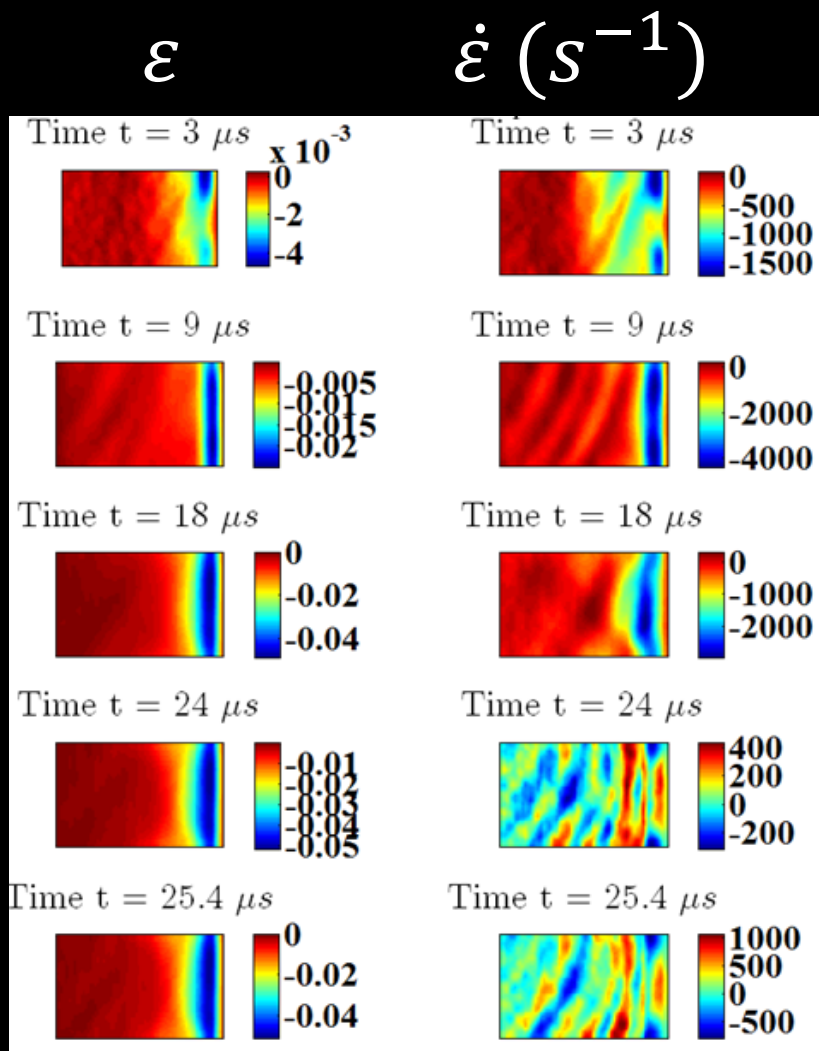 ε
ε̇ (s⁻¹)
Time t = 3 μs
x 10⁻³
0
-2
-4
Time t = 3 μs
0
-500
-1000
-1500
Time t = 9 μs
-0.005
-0.01
-0.015
-0.02
Time t = 9 μs
0
-2000
-4000
Time t = 18 μs
0
-0.02
-0.04
Time t = 18 μs
0
-1000
-2000
Time t = 24 μs
-0.01
-0.02
-0.03
-0.04
-0.05
Time t = 24 μs
400
200
0
-200
Time t = 25.4 μs
0
-0.02
-0.04
Time t = 25.4 μs
1000
500
0
-500